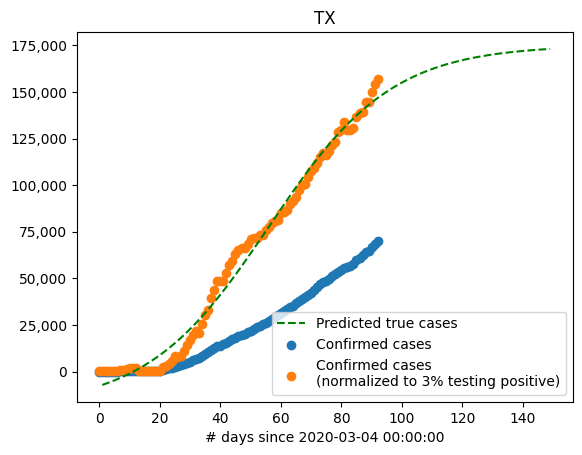 TX
175,000
150,000
125,000
100,000
75,000
50,000
25,000
0
Predicted true cases
Confirmed cases
Confirmed cases
(normalized to 3% testing positive)
0 20 40 60 80 100 120 140
# days since 2020-03-04 00:00:00